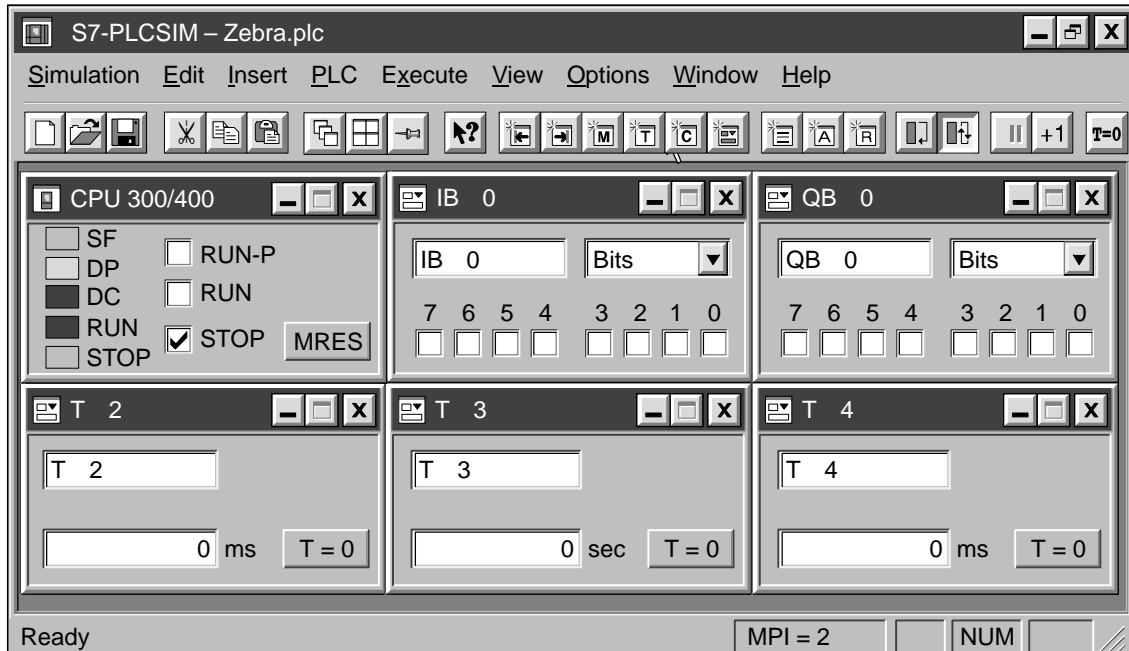 S7-PLCSIM – Zebra.plc
Simulation Edit Insert PLC Execute View Options Window Help
M T C A R +1 T=0
CPU 300/400
SF
DP
DC
RUN
STOP
RUN-P
RUN
STOP
MRES
IB 0
IB 0 Bits
7 6 5 4 3 2 1 0
QB 0
QB 0 Bits
7 6 5 4 3 2 1 0
T 2
T 2
0 ms T = 0
T 3
T 3
0 sec T = 0
T 4
T 4
0 ms T = 0
Ready MPI = 2 NUM